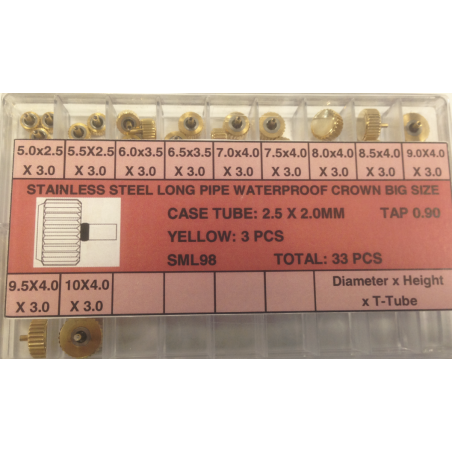 5.0x2.5 5.5X2.5 6.0x3.5 6.5x3.5 7.0x4.0 7.5x4.0 8.0x4.0 8.5x4.0 9.0X4.0
X 3.0 X 3.0 X 3.0 X 3.0 X 3.0 X 3.0 X 3.0 X 3.0 X 3.0
STAINLESS STEEL LONG PIPE WATERPROOF CROWN BIG SIZE
CASE TUBE: 2.5 X 2.0MM TAP 0.90
YELLOW: 3 PCS
SML98 TOTAL: 33 PCS
9.5X4.0 10X4.0 Diameter x Height
X 3.0 X 3.0 x T-Tube